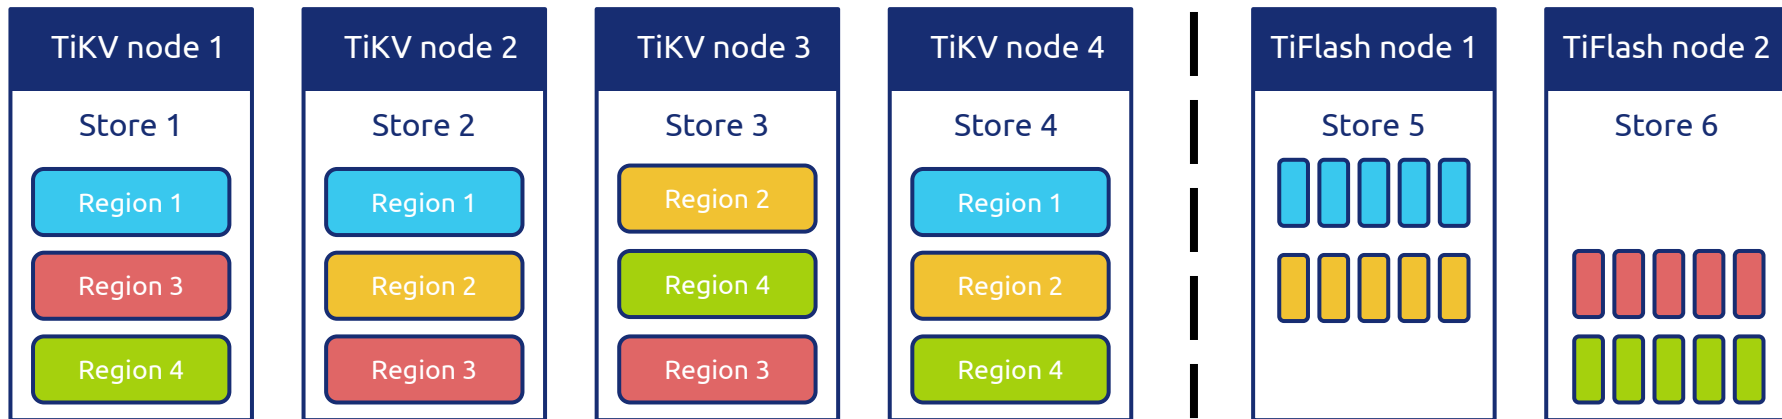 TiKV node 1
Store 1
Region 1
Region 3
Region 4
TiKV node 2
Store 2
Region 1
Region 2
Region 3
TiKV node 3
Store 3
Region 2
Region 4
Region 3
TiKV node 4
Store 4
Region 1
Region 2
Region 4
TiFlash node 1
Store 5
TiFlash node 2
Store 6